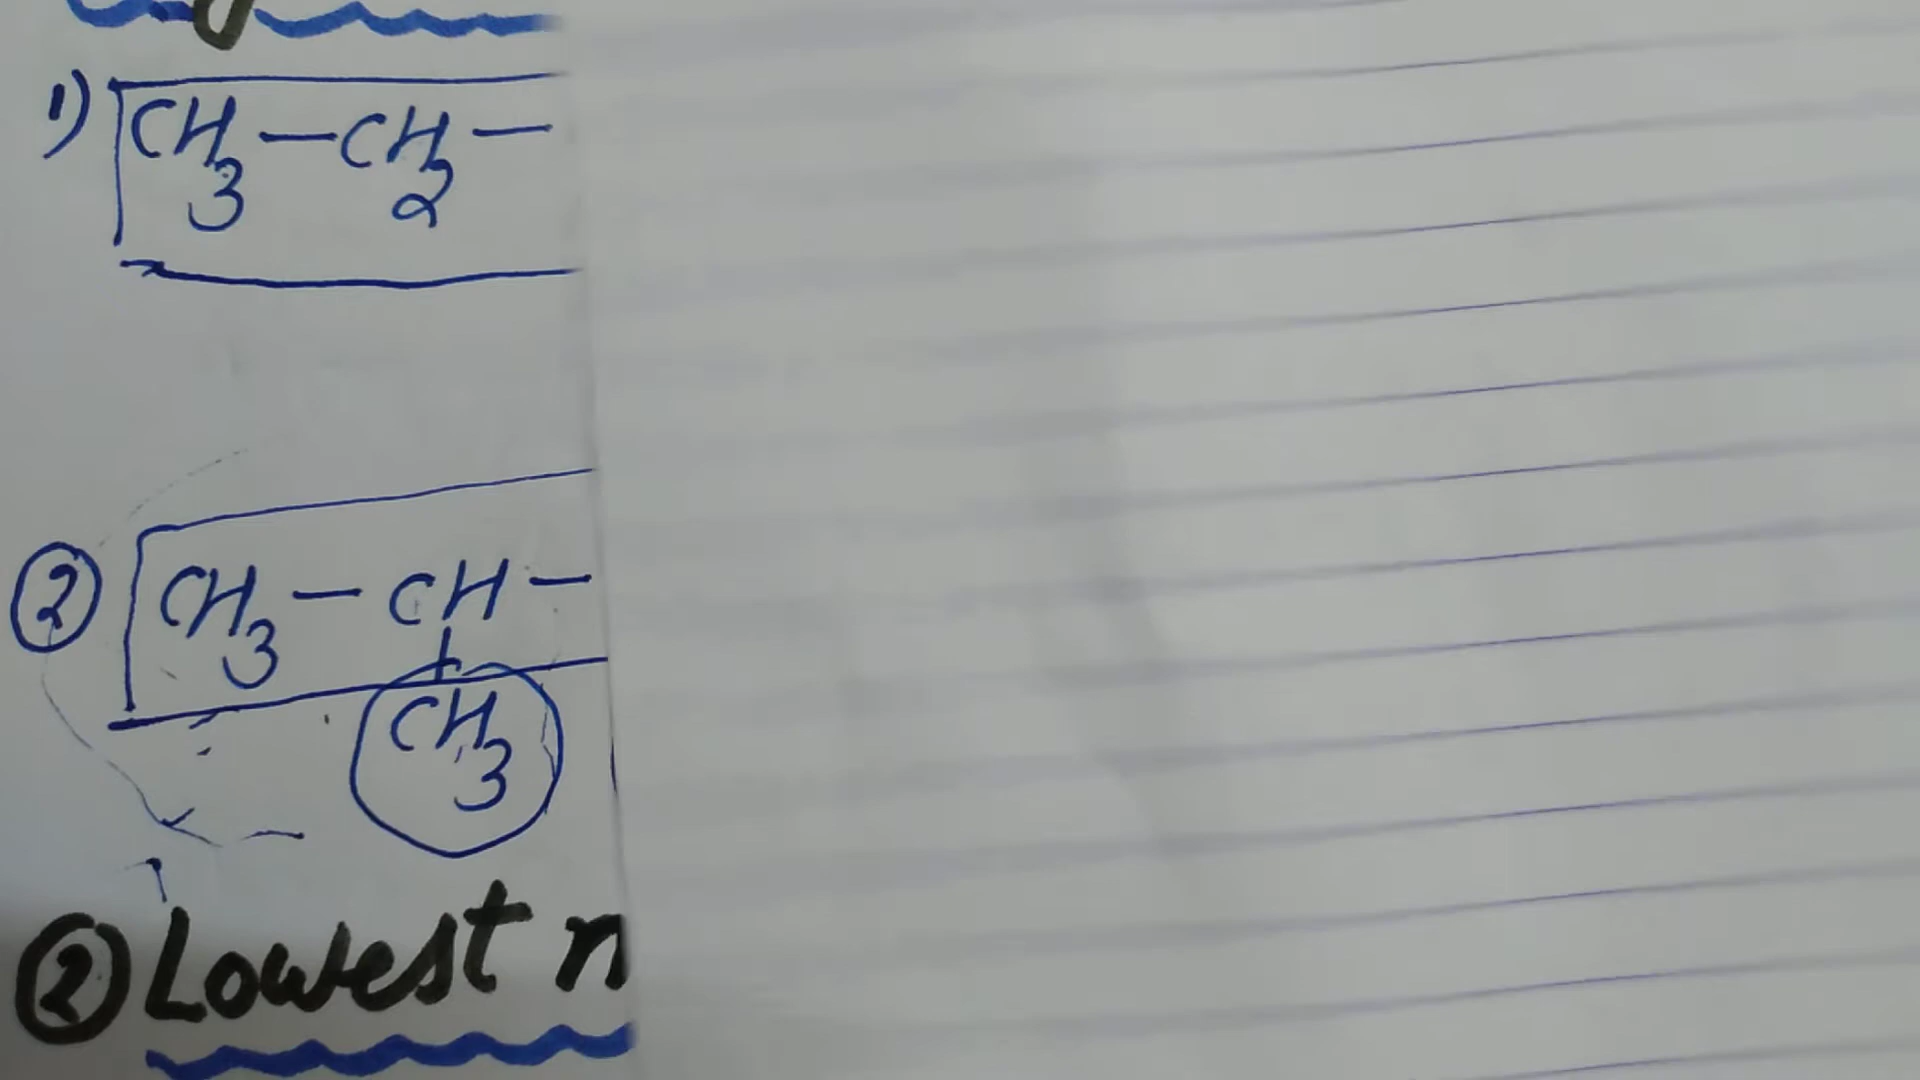 1) CH3 — CH2 —
② CH3 — CH —
CH3
② Lowest n